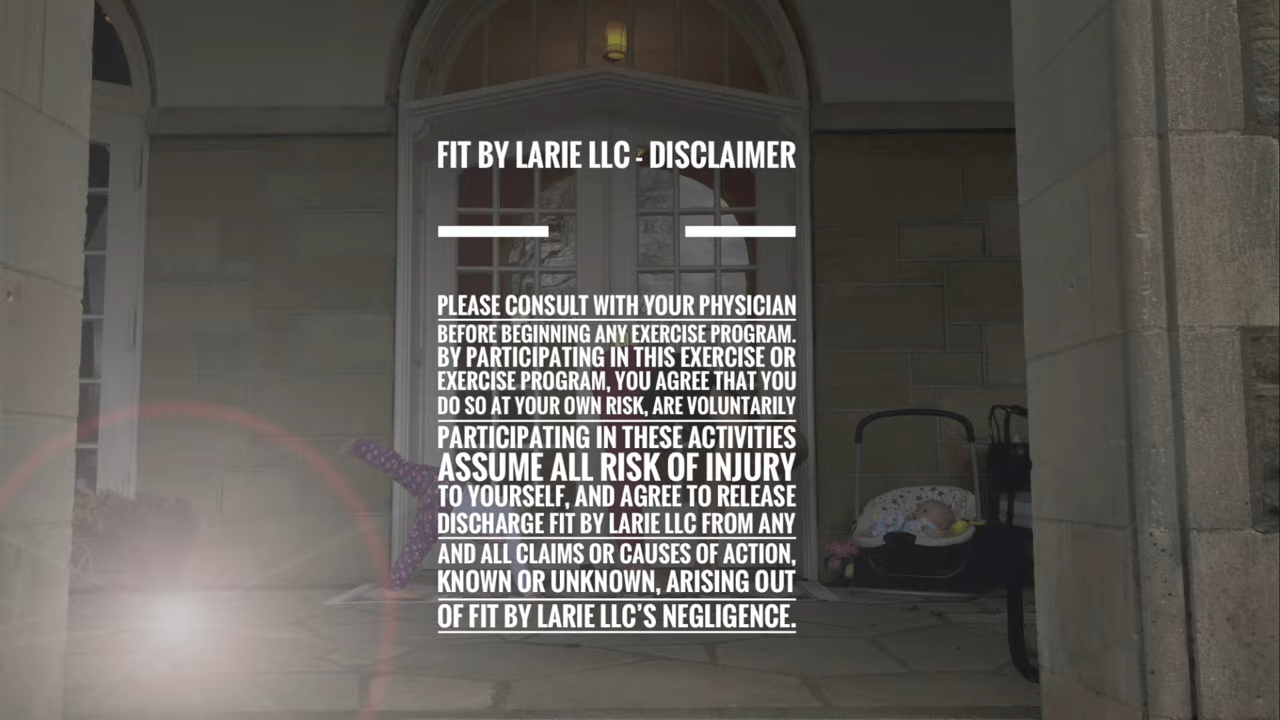 FIT BY LARIE LLC - DISCLAIMER
PLEASE CONSULT WITH YOUR PHYSICIAN
BEFORE BEGINNING ANY EXERCISE PROGRAM.
BY PARTICIPATING IN THIS EXERCISE OR
EXERCISE PROGRAM, YOU AGREE THAT YOU
DO SO AT YOUR OWN RISK, ARE VOLUNTARILY
PARTICIPATING IN THESE ACTIVITIES
ASSUME ALL RISK OF INJURY
TO YOURSELF, AND AGREE TO RELEASE
DISCHARGE FIT BY LARIE LLC FROM ANY
AND ALL CLAIMS OR CAUSES OF ACTION,
KNOWN OR UNKNOWN, ARISING OUT
OF FIT BY LARIE LLC'S NEGLIGENCE.